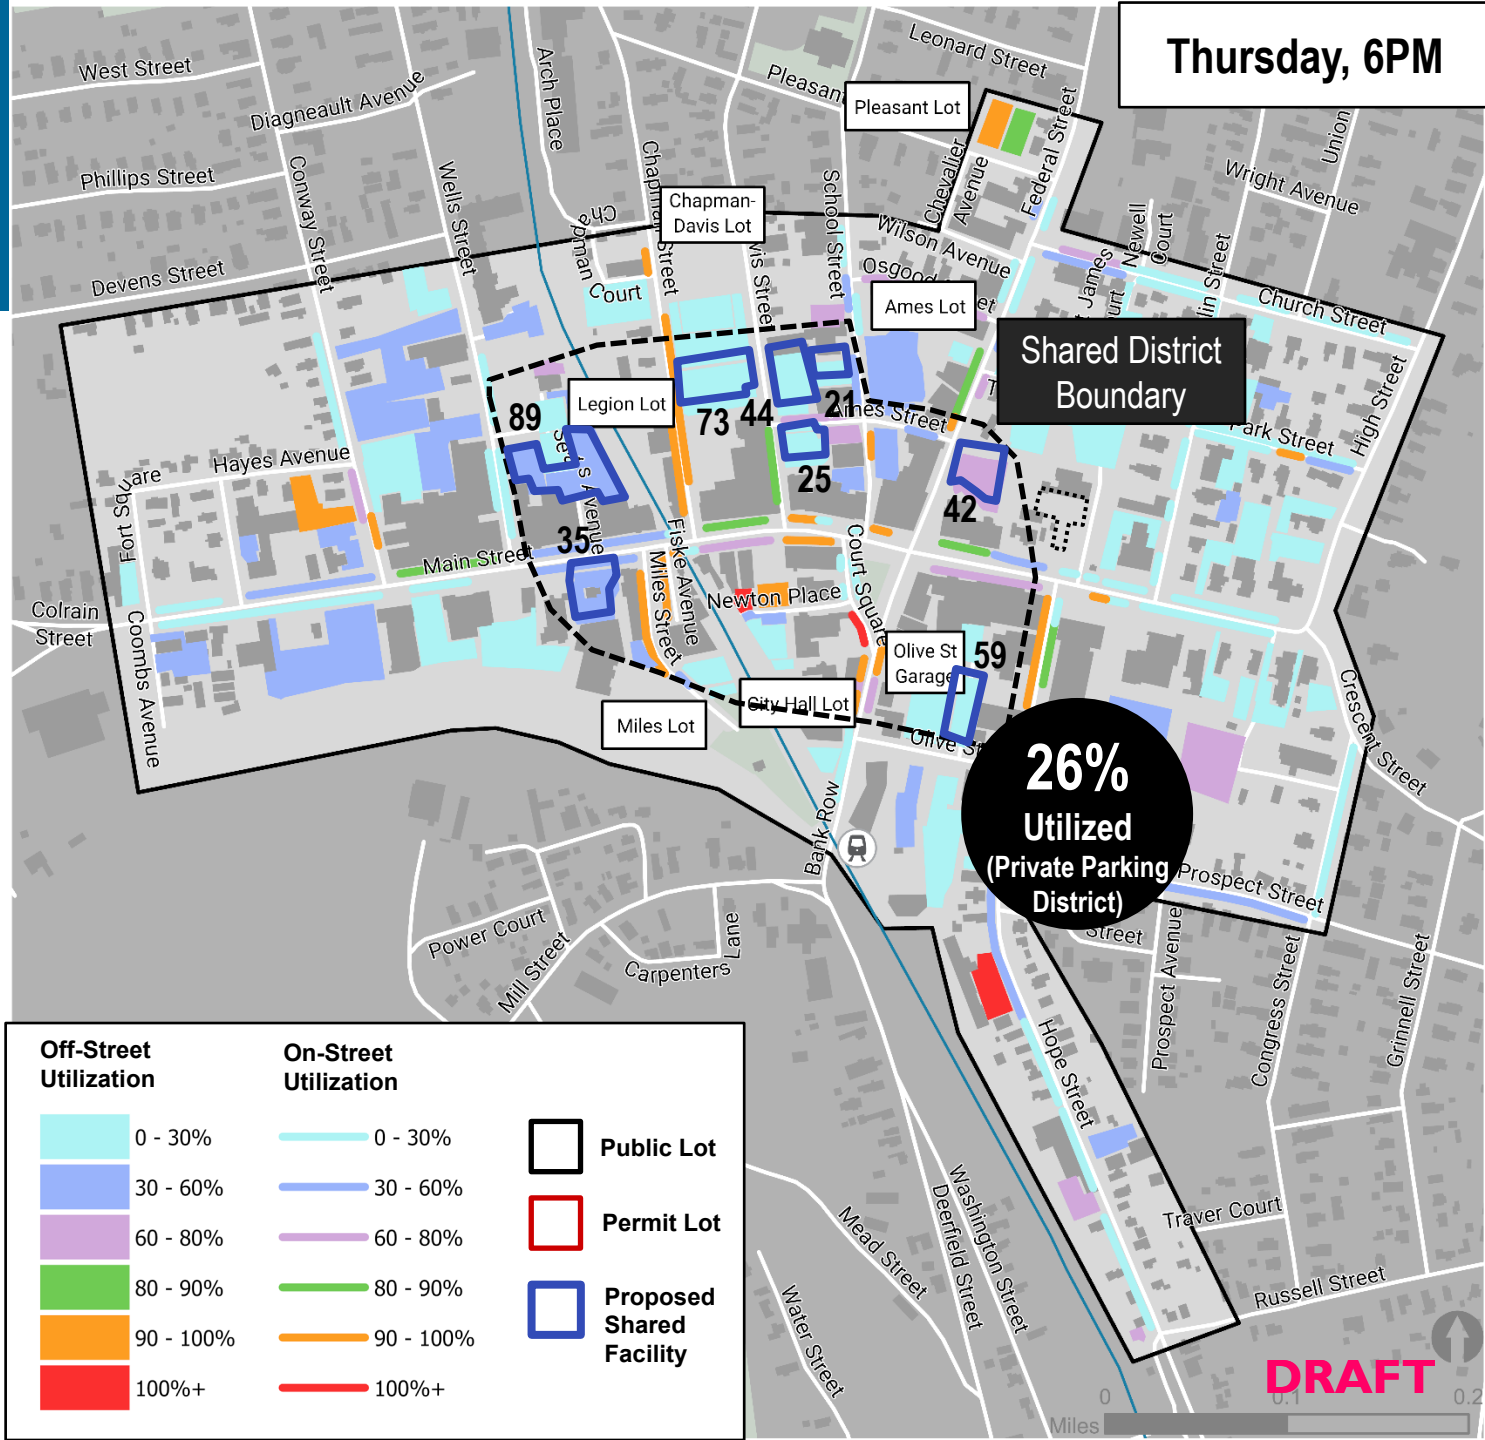 Thursday, 6PM
West Street
Diagneault Avenue
Phillips Street
Devens Street
Conway Street
Wells Street
Arch Place
Chapman Court
Leonard Street
Pleasant
Pleasant Lot
Chevalier Avenue
Federal Street
Union
Wright Avenue
Newell Court
Chapman-
Davis Lot
School Street
Wilson Avenue
Osgood
Ames Lot
Church Street
Shared District
Boundary
Park Street
High Street
Legion Lot
89
73
44
21
Ames Street
25
42
35
Hayes Avenue
Fort Square
Main Street
Colrain
Street
Coombs Avenue
Fiske Avenue
Miles Street
Newton Place
Court Square
Olive St
Garage
59
City Hall Lot
Miles Lot
Olive St
Bank Row
Crescent Street
26%
Utilized
(Private Parking
District)
Prospect Street
Street
Prospect Avenue
Congress Street
Grinnell Street
Power Court
Mill Street
Carpenters Lane
Hope Street
Traver Court
Russell Street
Washington Street
Deerfield Street
Mead Street
Water Street
Off-Street
Utilization
0 - 30%
30 - 60%
60 - 80%
80 - 90%
90 - 100%
100%+
On-Street
Utilization
0 - 30%
30 - 60%
60 - 80%
80 - 90%
90 - 100%
100%+
Public Lot
Permit Lot
Proposed
Shared
Facility
DRAFT
0
0.1
0.2
Miles